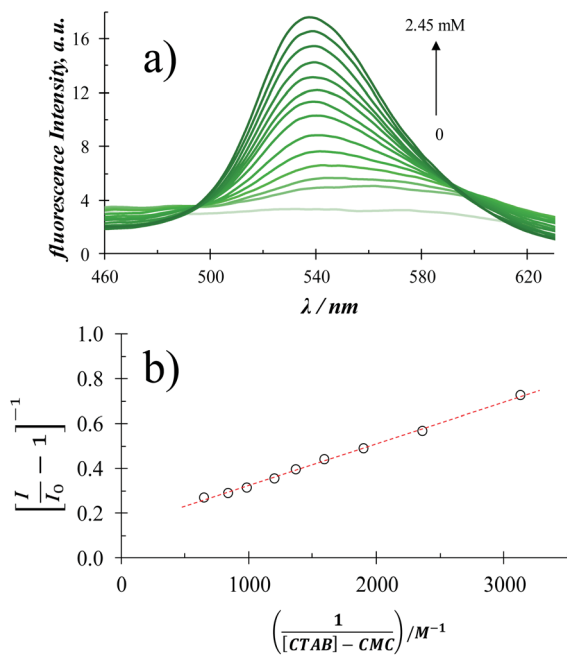 a)
2.45 mM
0
fluorescence Intensity, a.u.
16
12
8
4
0
460 500 540 580 620
λ / nm
b)
[I/I₀ − 1]⁻¹
1.0
0.8
0.6
0.4
0.2
0.0
0 1000 2000 3000
(1/([CTAB] − CMC))/M⁻¹